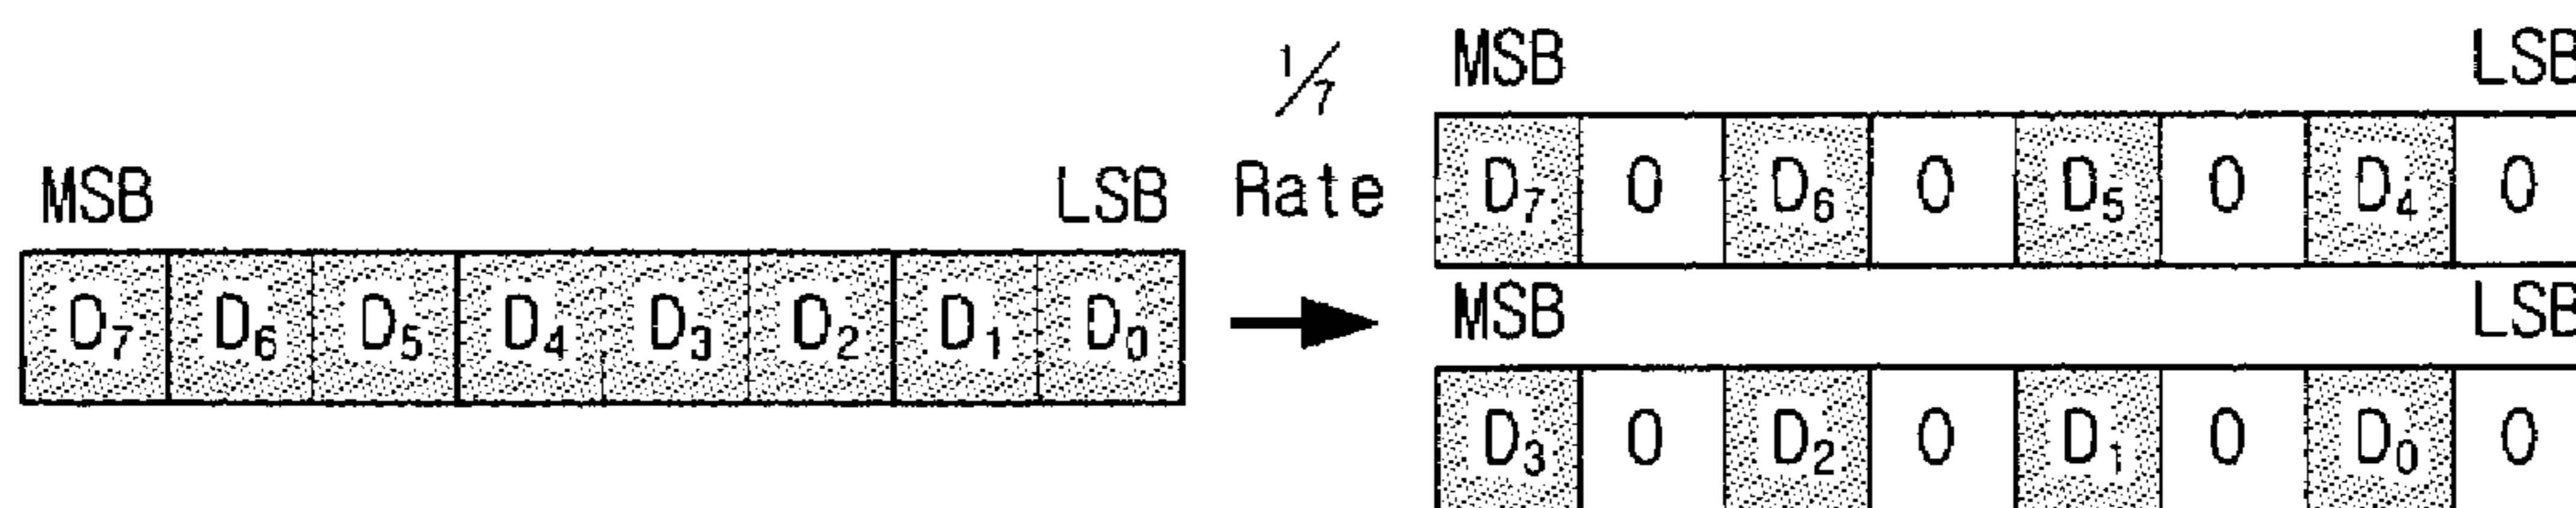 1/7
Rate
MSB LSB
D7 D6 D5 D4 D3 D2 D1 D0
MSB LSB
D7 0 D6 0 D5 0 D4 0
MSB LSB
D3 0 D2 0 D1 0 D0 0